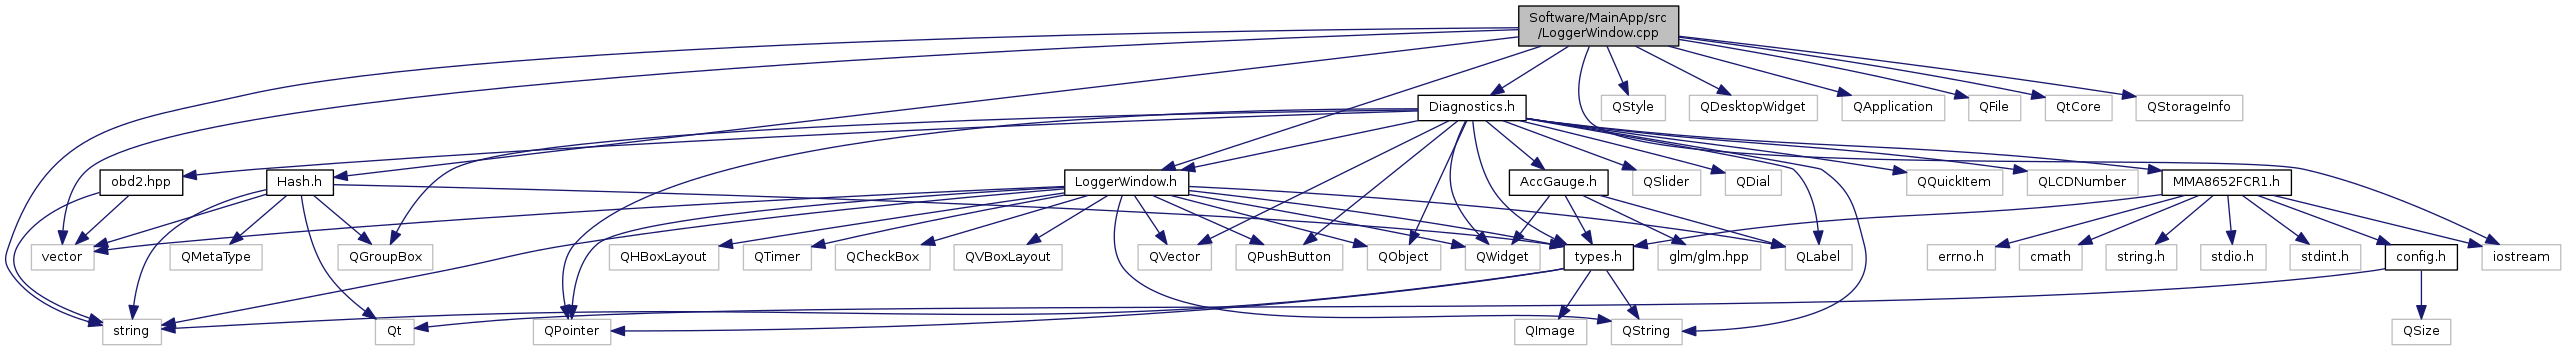 Software/MainApp/src
/LoggerWindow.cpp
Diagnostics.h
QStyle
QDesktopWidget
QApplication
QFile
QtCore
QStorageInfo
obd2.hpp
Hash.h
LoggerWindow.h
AccGauge.h
QSlider
QDial
QQuickItem
QLCDNumber
MMA8652FCR1.h
vector
QMetaType
QGroupBox
QHBoxLayout
QTimer
QCheckBox
QVBoxLayout
QVector
QPushButton
QObject
QWidget
types.h
glm/glm.hpp
QLabel
errno.h
cmath
string.h
stdio.h
stdint.h
config.h
iostream
string
Qt
QPointer
QImage
QString
QSize